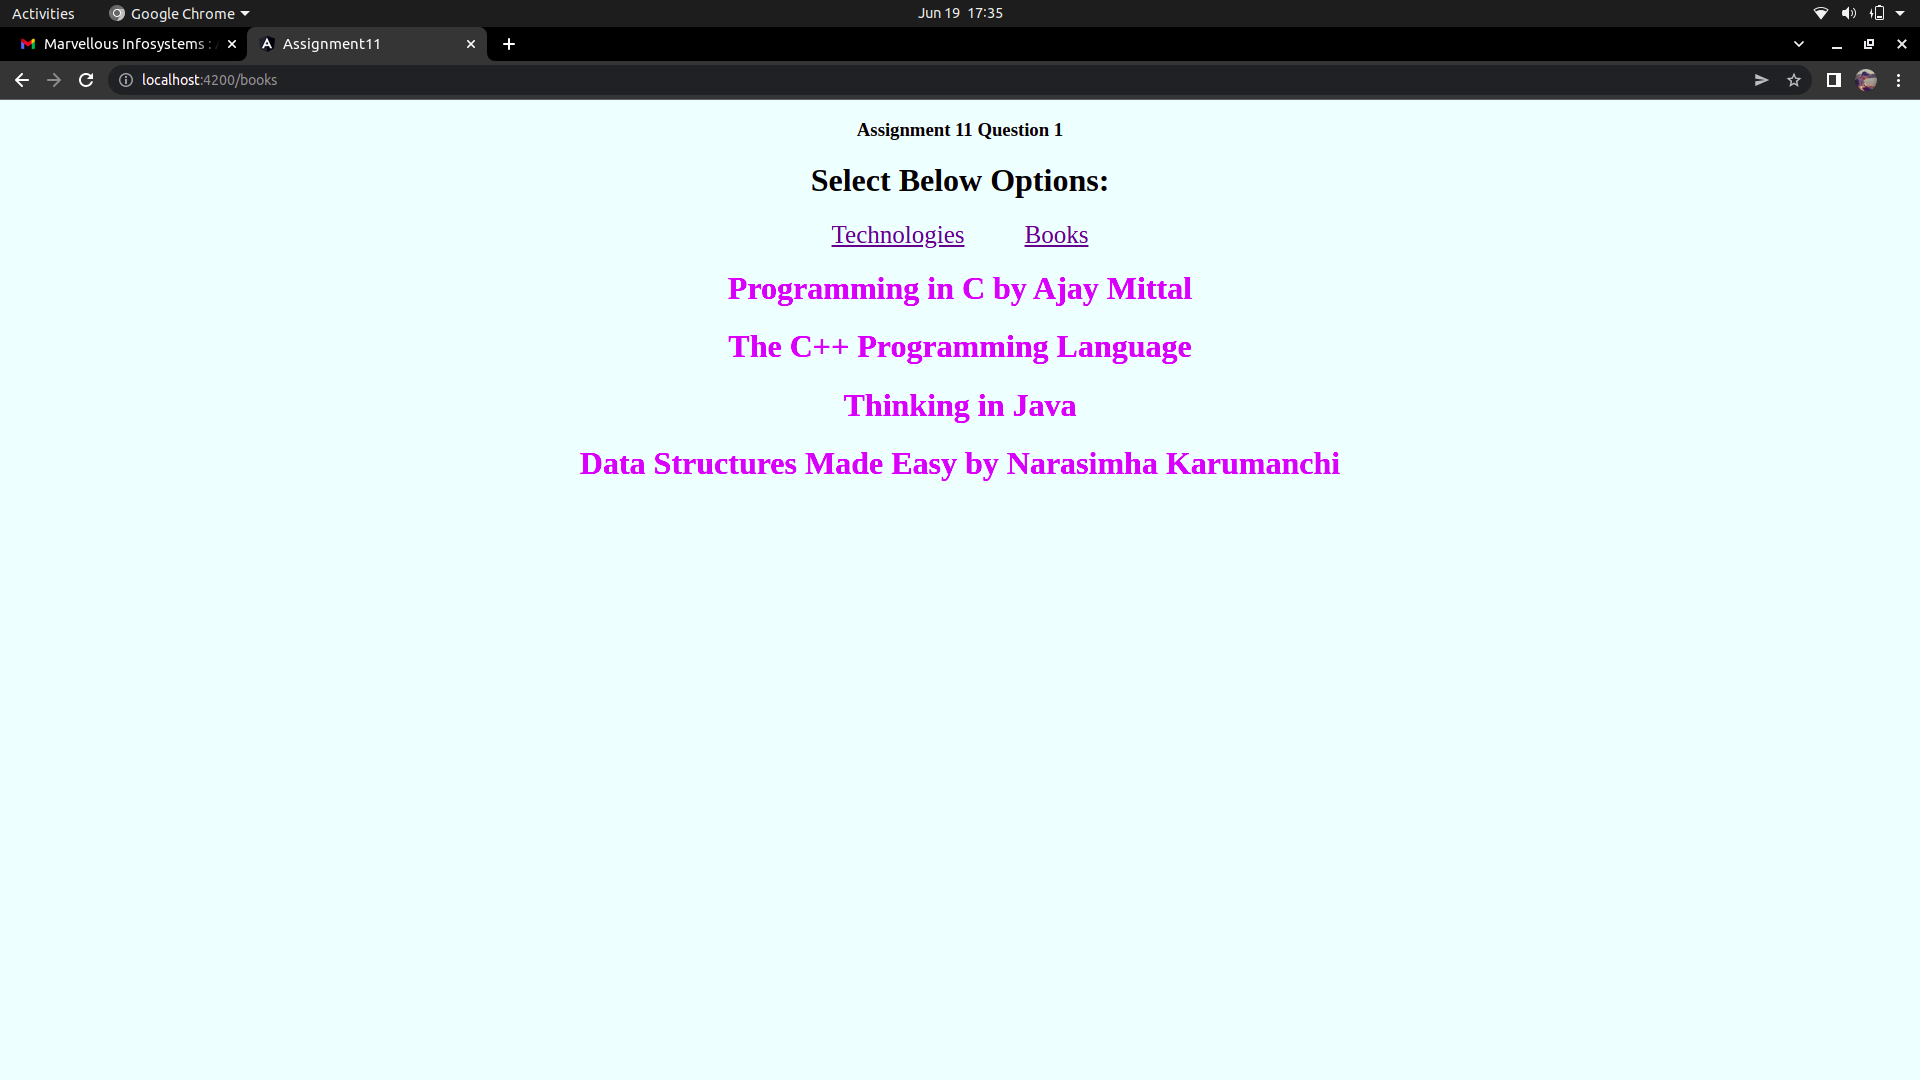 Activities Google Chrome Jun 19 17:35
Marvellous Infosystems : Assignment11
localhost:4200/books
Assignment 11 Question 1
Select Below Options:
Technologies Books
Programming in C by Ajay Mittal
The C++ Programming Language
Thinking in Java
Data Structures Made Easy by Narasimha Karumanchi